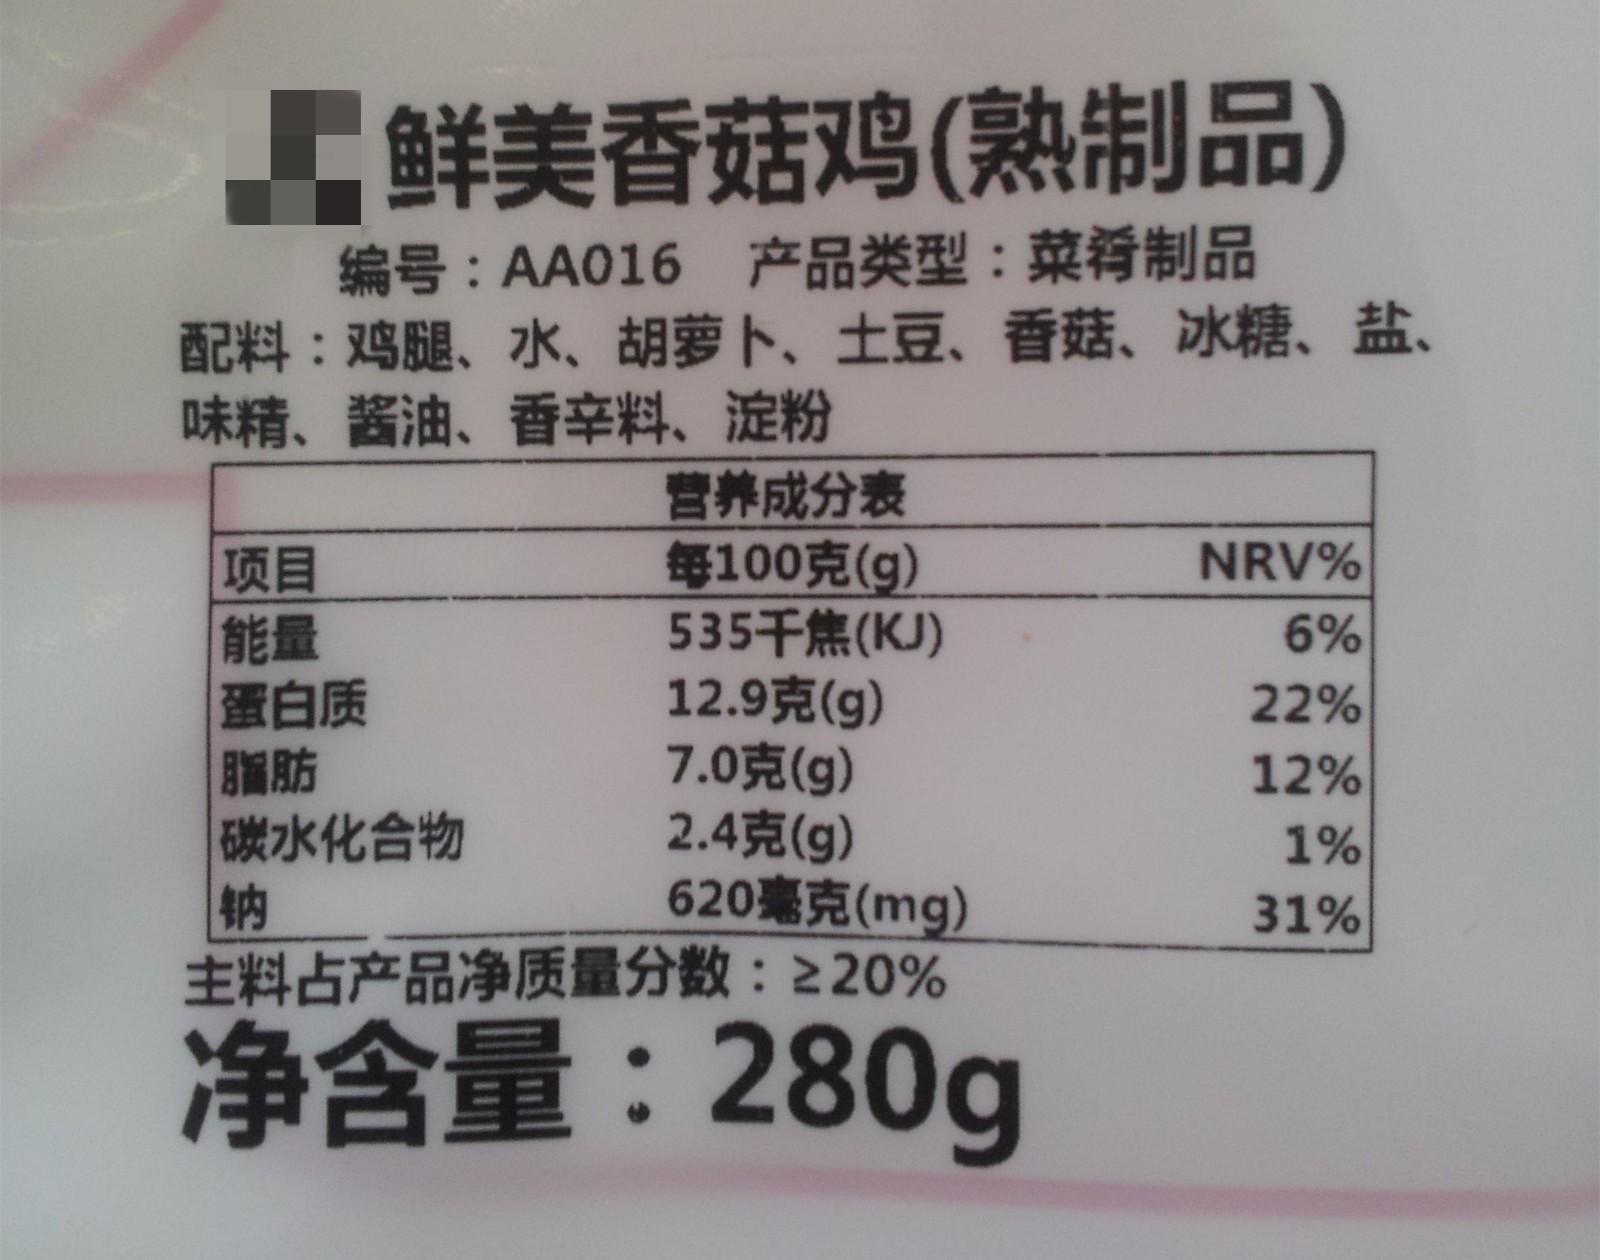 鲜美香菇鸡(熟制品)
编号：AA016 产品类型：菜肴制品
配料：鸡腿、水、胡萝卜、土豆、香菇、冰糖、盐、
味精、酱油、香辛料、淀粉
营养成分表
项目 每100克(g) NRV%
能量 535千焦(KJ) 6%
蛋白质 12.9克(g) 22%
脂肪 7.0克(g) 12%
碳水化合物 2.4克(g) 1%
钠 620毫克(mg) 31%
主料占产品净质量分数：≥20%
净含量：280g